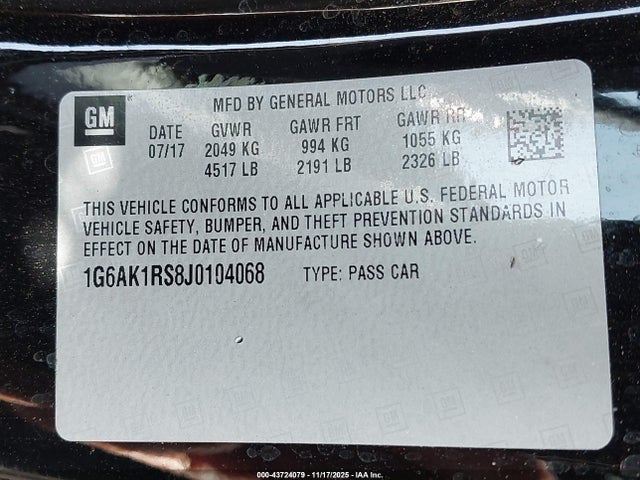 GM
MFD BY GENERAL MOTORS LLC
DATE GVWR GAWR FRT GAWR RR
07/17 2049 KG 994 KG 1055 KG
4517 LB 2191 LB 2326 LB
THIS VEHICLE CONFORMS TO ALL APPLICABLE U.S. FEDERAL MOTOR
VEHICLE SAFETY, BUMPER, AND THEFT PREVENTION STANDARDS IN
EFFECT ON THE DATE OF MANUFACTURE SHOWN ABOVE.
1G6AK1RS8J0104068 TYPE: PASS CAR
000-43724079 - 11/17/2025 - IAA Inc.